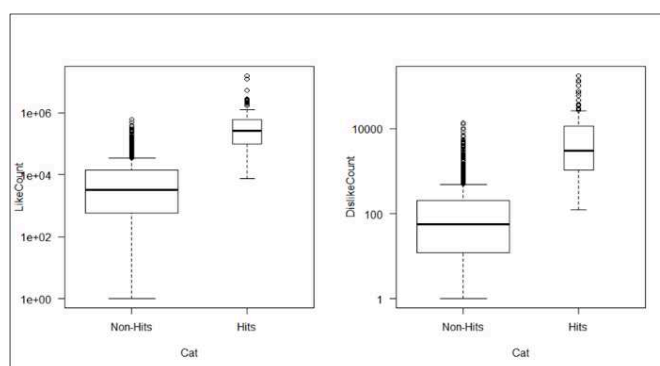 LikeCount
1e+06
1e+04
1e+02
1e+00
Non-Hits
Hits
Cat
DislikeCount
10000
100
1
Non-Hits
Hits
Cat